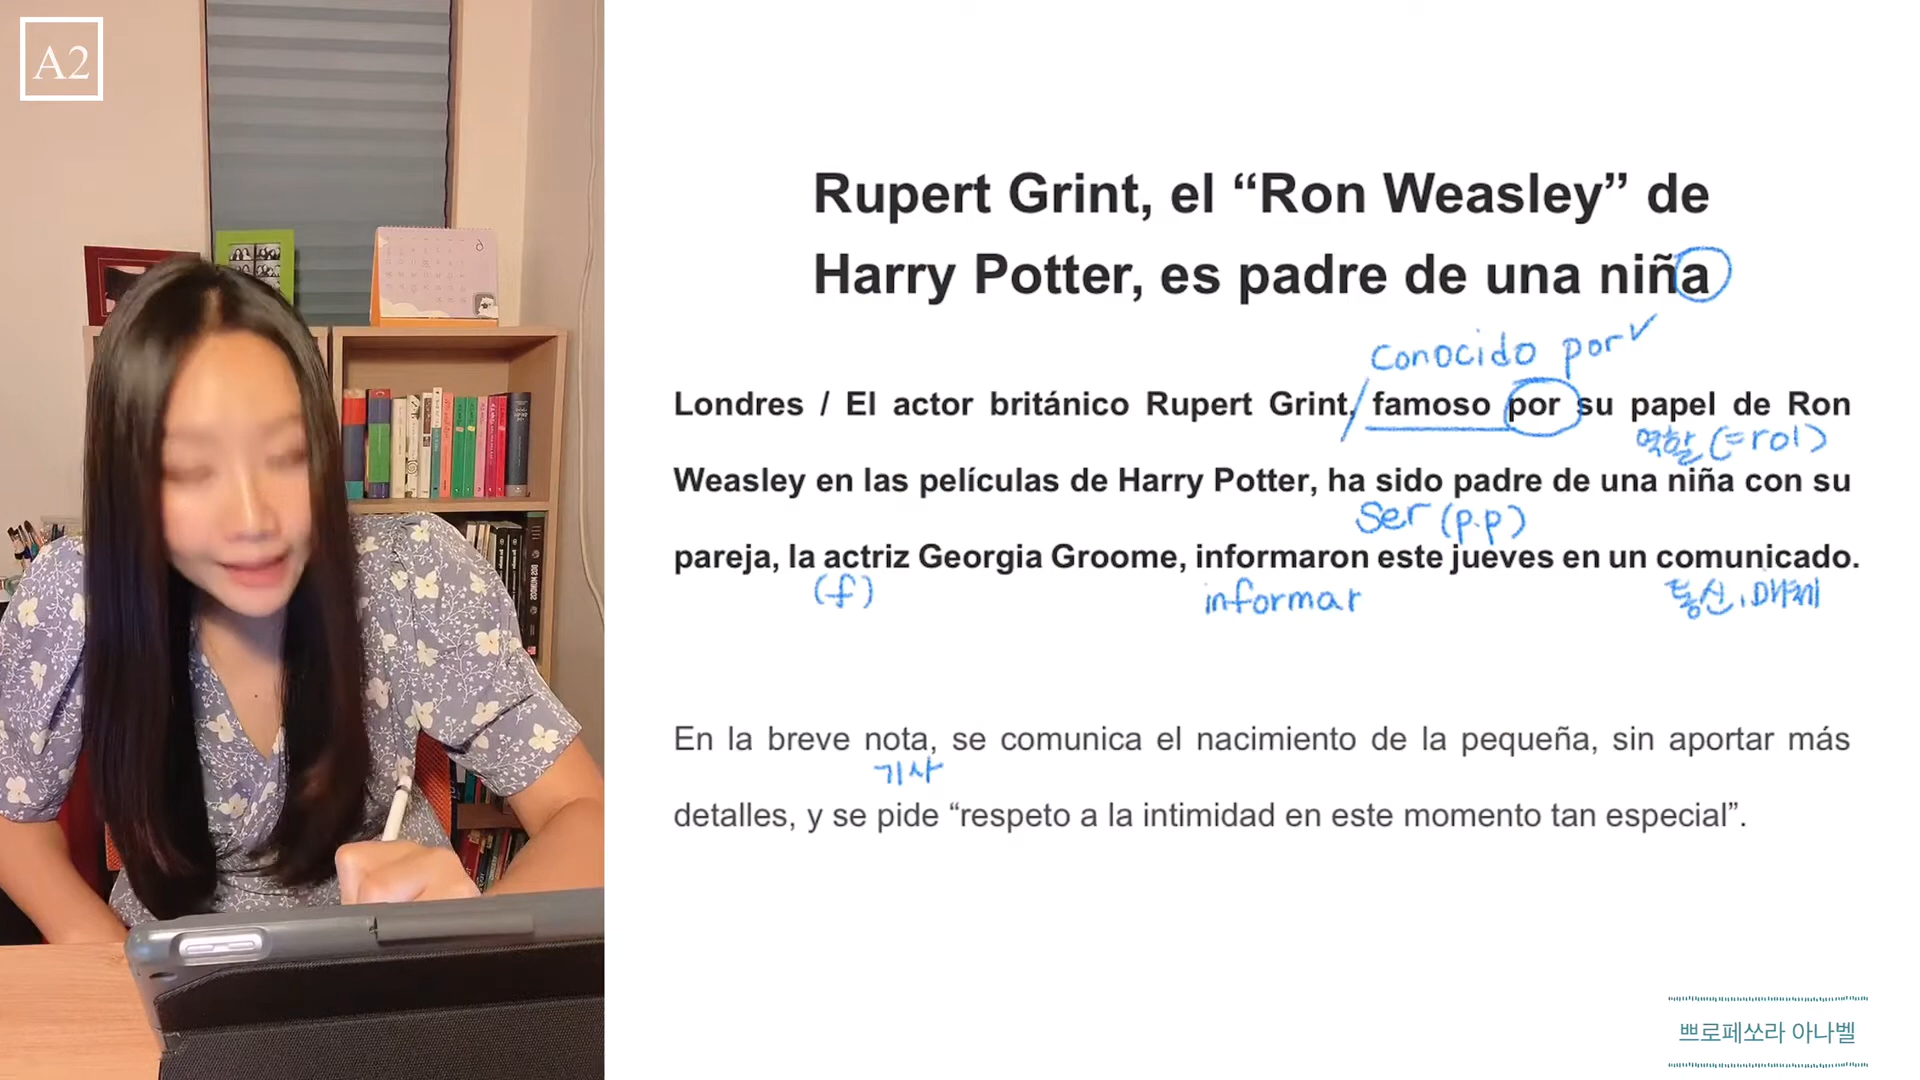 A2
Rupert Grint, el “Ron Weasley” de
Harry Potter, es padre de una niña
Conocido por ✓
Londres / El actor británico Rupert Grint, famoso por su papel de Ron
역할 (=rol)
Weasley en las películas de Harry Potter, ha sido padre de una niña con su
Ser (p.p)
pareja, la actriz Georgia Groome, informaron este jueves en un comunicado.
(f) informar 통신, 매체
En la breve nota, se comunica el nacimiento de la pequeña, sin aportar más
기사
detalles, y se pide “respeto a la intimidad en este momento tan especial”.
쁘로페쏘라 아나벨